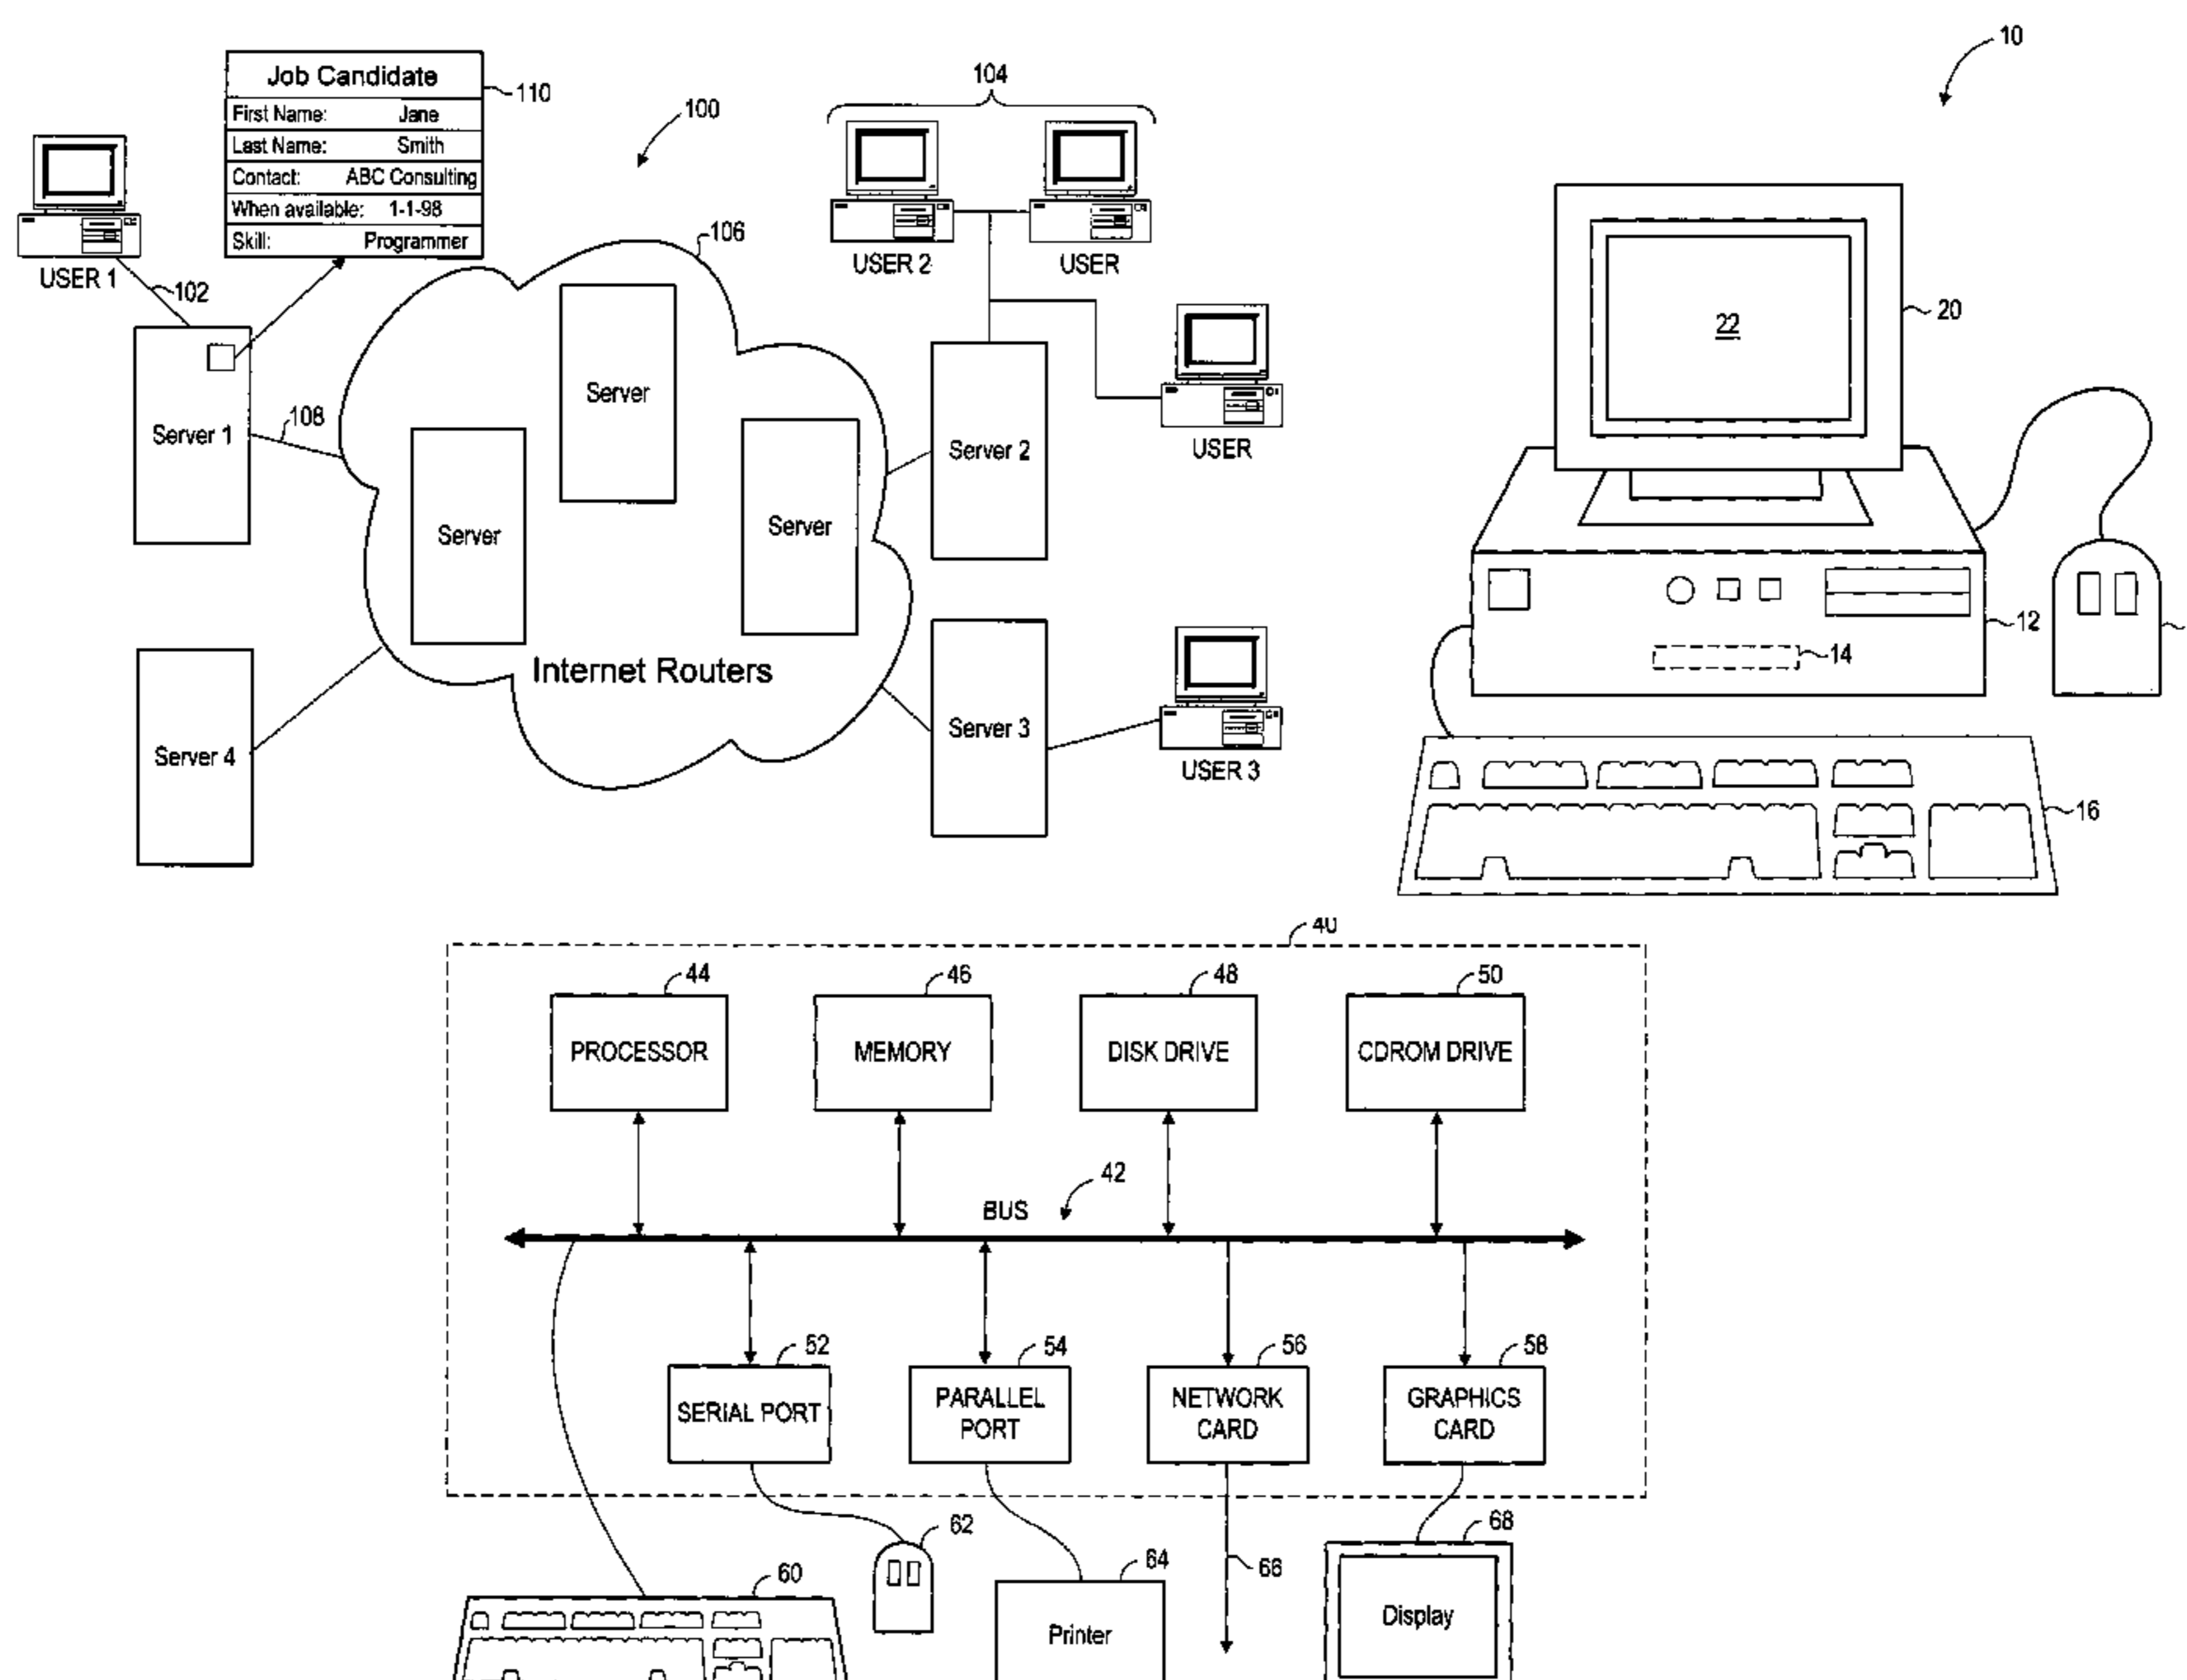 10
Job Candidate
110
First Name: Jane
Last Name: Smith
Contact: ABC Consulting
When available: 1-1-98
Skill: Programmer
100
104
USER 1
102
106
USER 2
USER
USER
Server 1
108
Server
Server
Server
Server 2
Internet Routers
Server 3
Server 4
USER 3
20
22
12
14
16
40
44
46
48
50
PROCESSOR
MEMORY
DISK DRIVE
CDROM DRIVE
42
BUS
52
54
56
58
SERIAL PORT
PARALLEL
PORT
NETWORK
CARD
GRAPHICS
CARD
62
68
64
66
60
Printer
Display